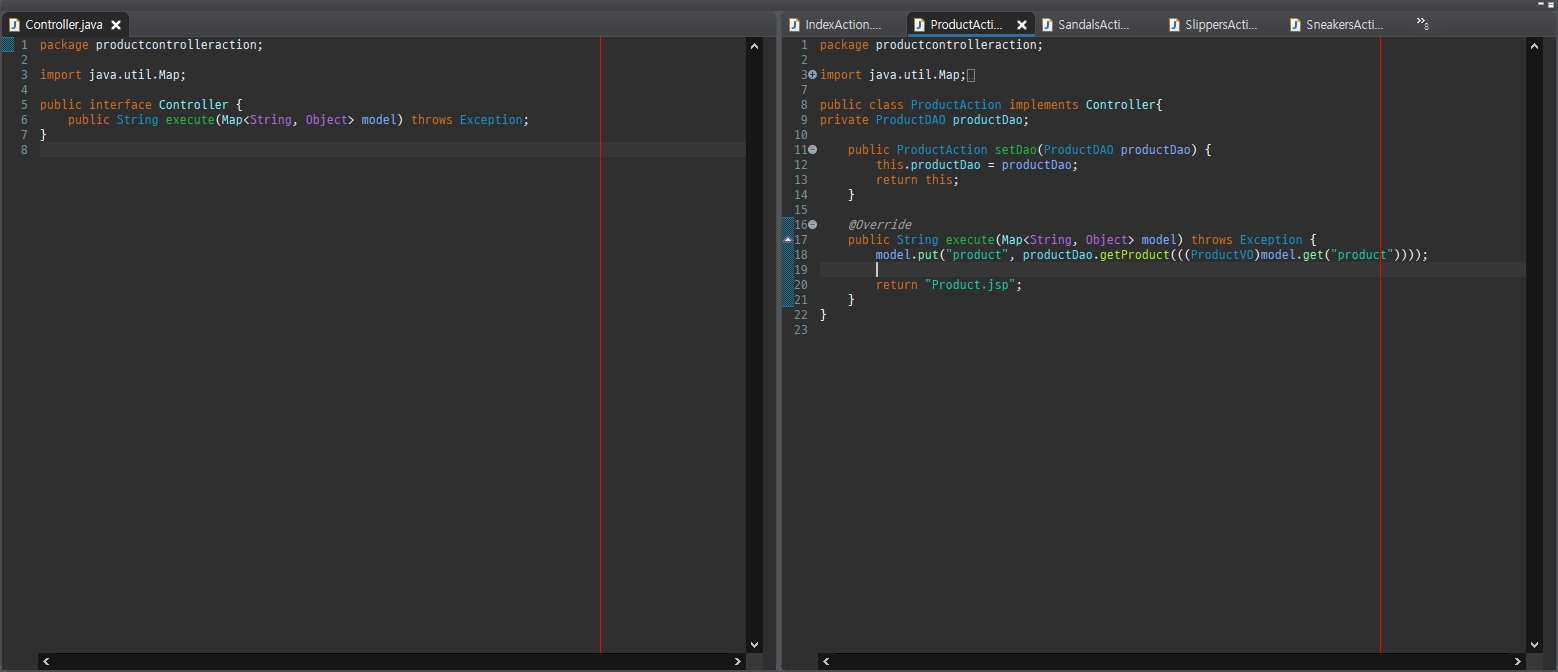 Controller.java
1 package productcontrolleraction;
2
3 import java.util.Map;
4
5 public interface Controller {
6     public String execute(Map<String, Object> model) throws Exception;
7 }
8
IndexAction.... ProductActi... SandalsActi... SlippersActi... SneakersActi... »8
1 package productcontrolleraction;
2
3 import java.util.Map;
7
8 public class ProductAction implements Controller{
9 private ProductDAO productDao;
10
11     public ProductAction setDao(ProductDAO productDao) {
12         this.productDao = productDao;
13         return this;
14     }
15
16     @Override
17     public String execute(Map<String, Object> model) throws Exception {
18         model.put("product", productDao.getProduct(((ProductVO)model.get("product"))));
19
20         return "Product.jsp";
21     }
22 }
23